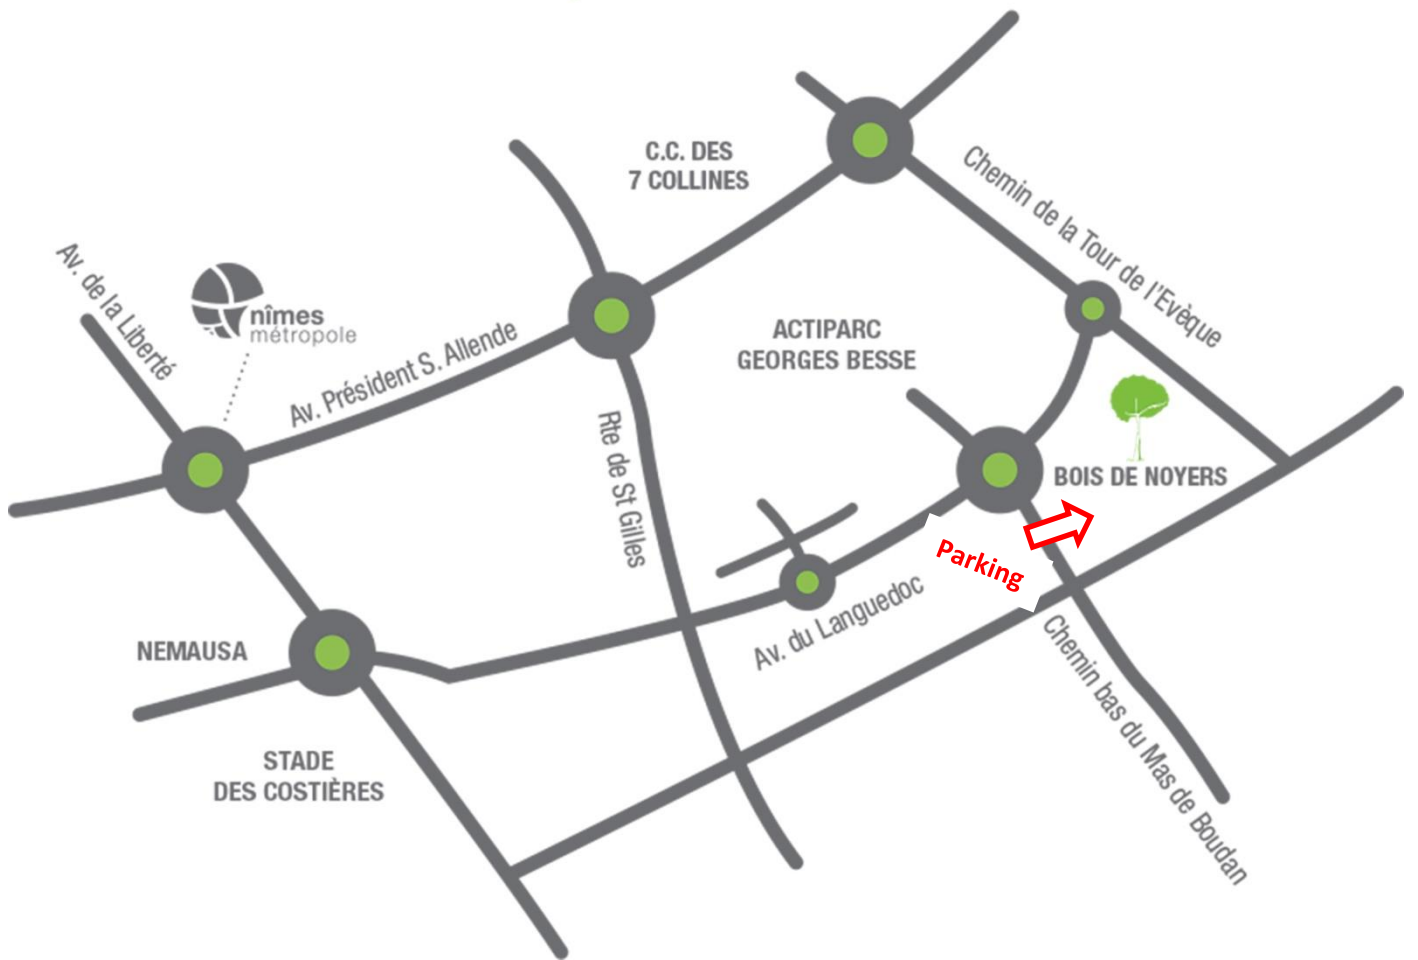 C.C. DES
7 COLLINES
Chemin de la Tour de l'Evèque
Av. de la Liberté
nîmes
métropole
Av. Président S. Allende
ACTIPARC
GEORGES BESSE
Rte de St Gilles
BOIS DE NOYERS
Parking
Av. du Languedoc
NEMAUSA
Chemin bas du Mas de Boudan
STADE
DES COSTIÈRES